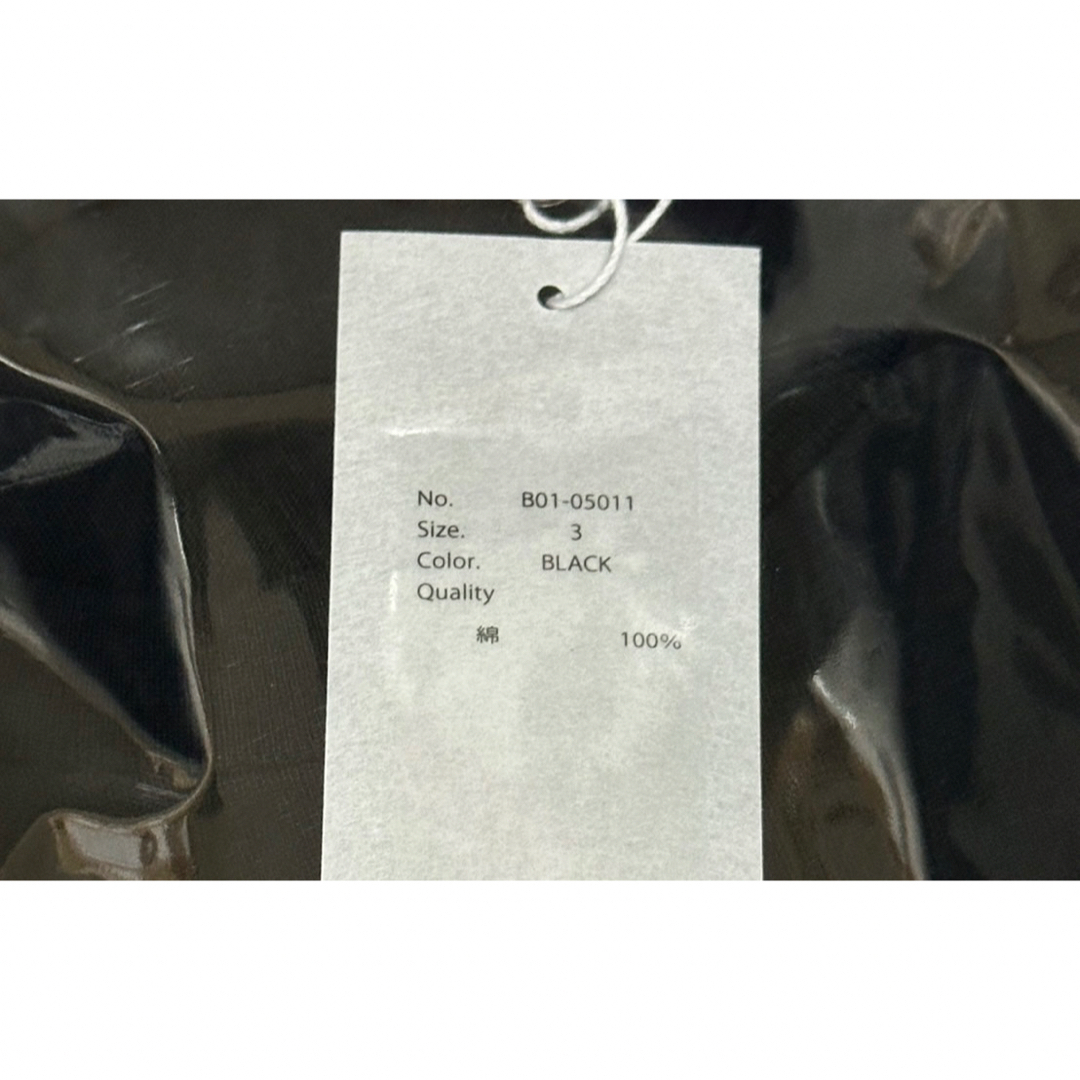 No. B01-05011
Size. 3
Color. BLACK
Quality
綿 100%